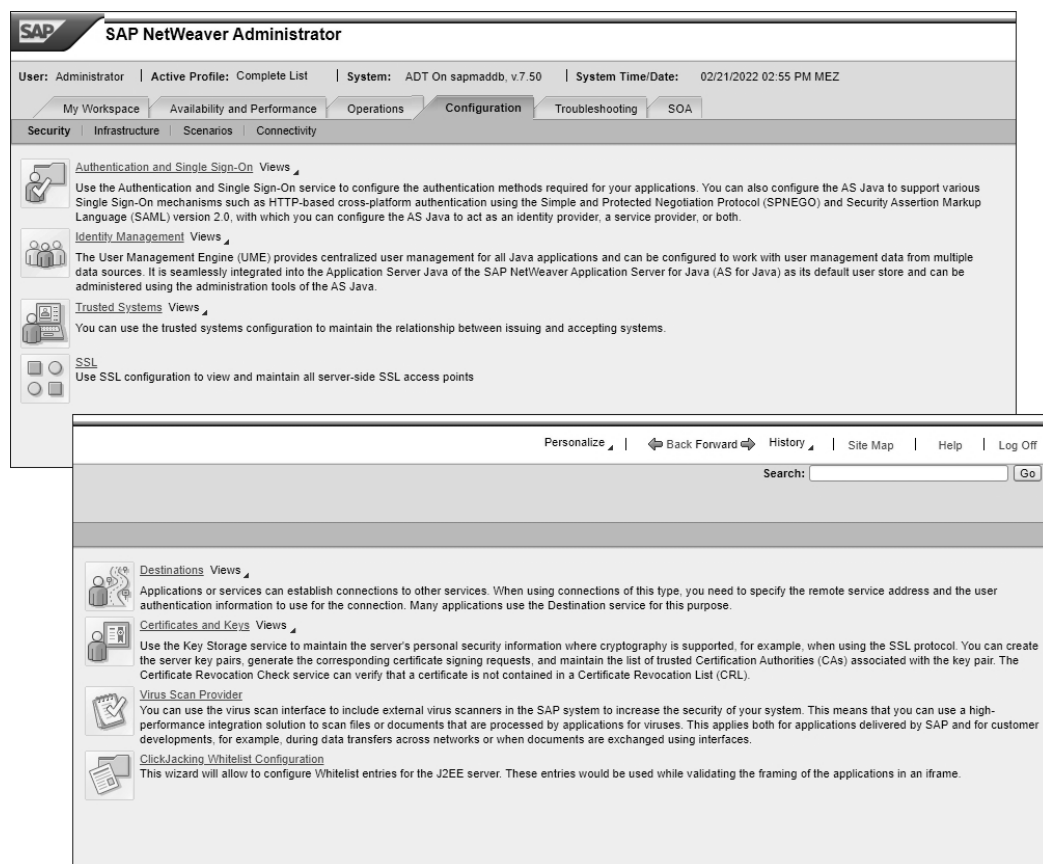 SAP SAP NetWeaver Administrator
User: Administrator | Active Profile: Complete List | System: ADT On sapmaddb, v.7.50 | System Time/Date: 02/21/2022 02:55 PM MEZ
My Workspace Availability and Performance Operations Configuration Troubleshooting SOA
Security | Infrastructure | Scenarios | Connectivity
Authentication and Single Sign-On Views
Use the Authentication and Single Sign-On service to configure the authentication methods required for your applications. You can also configure the AS Java to support various
Single Sign-On mechanisms such as HTTP-based cross-platform authentication using the Simple and Protected Negotiation Protocol (SPNEGO) and Security Assertion Markup
Language (SAML) version 2.0, with which you can configure the AS Java to act as an identity provider, a service provider, or both.
Identity Management Views
The User Management Engine (UME) provides centralized user management for all Java applications and can be configured to work with user management data from multiple
data sources. It is seamlessly integrated into the Application Server Java of the SAP NetWeaver Application Server for Java (AS for Java) as its default user store and can be
administered using the administration tools of the AS Java.
Trusted Systems Views
You can use the trusted systems configuration to maintain the relationship between issuing and accepting systems.
SSL
Use SSL configuration to view and maintain all server-side SSL access points
Personalize | Back Forward History | Site Map | Help | Log Off
Search: Go
Destinations Views
Applications or services can establish connections to other services. When using connections of this type, you need to specify the remote service address and the user
authentication information to use for the connection. Many applications use the Destination service for this purpose.
Certificates and Keys Views
Use the Key Storage service to maintain the server's personal security information where cryptography is supported, for example, when using the SSL protocol. You can create
the server key pairs, generate the corresponding certificate signing requests, and maintain the list of trusted Certification Authorities (CAs) associated with the key pair. The
Certificate Revocation Check service can verify that a certificate is not contained in a Certificate Revocation List (CRL).
Virus Scan Provider
You can use the virus scan interface to include external virus scanners in the SAP system to increase the security of your system. This means that you can use a high-
performance integration solution to scan files or documents that are processed by applications for viruses. This applies both for applications delivered by SAP and for customer
developments, for example, during data transfers across networks or when documents are exchanged using interfaces.
ClickJacking Whitelist Configuration
This wizard will allow to configure Whitelist entries for the J2EE server. These entries would be used while validating the framing of the applications in an iframe.